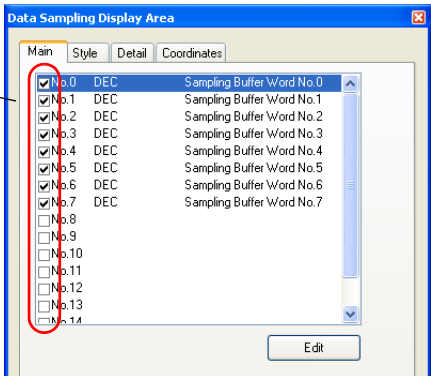 Data Sampling Display Area
Main Style Detail Coordinates
No.0 DEC Sampling Buffer Word No.0
No.1 DEC Sampling Buffer Word No.1
No.2 DEC Sampling Buffer Word No.2
No.3 DEC Sampling Buffer Word No.3
No.4 DEC Sampling Buffer Word No.4
No.5 DEC Sampling Buffer Word No.5
No.6 DEC Sampling Buffer Word No.6
No.7 DEC Sampling Buffer Word No.7
No.8
No.9
No.10
No.11
No.12
No.13
No.14
Edit